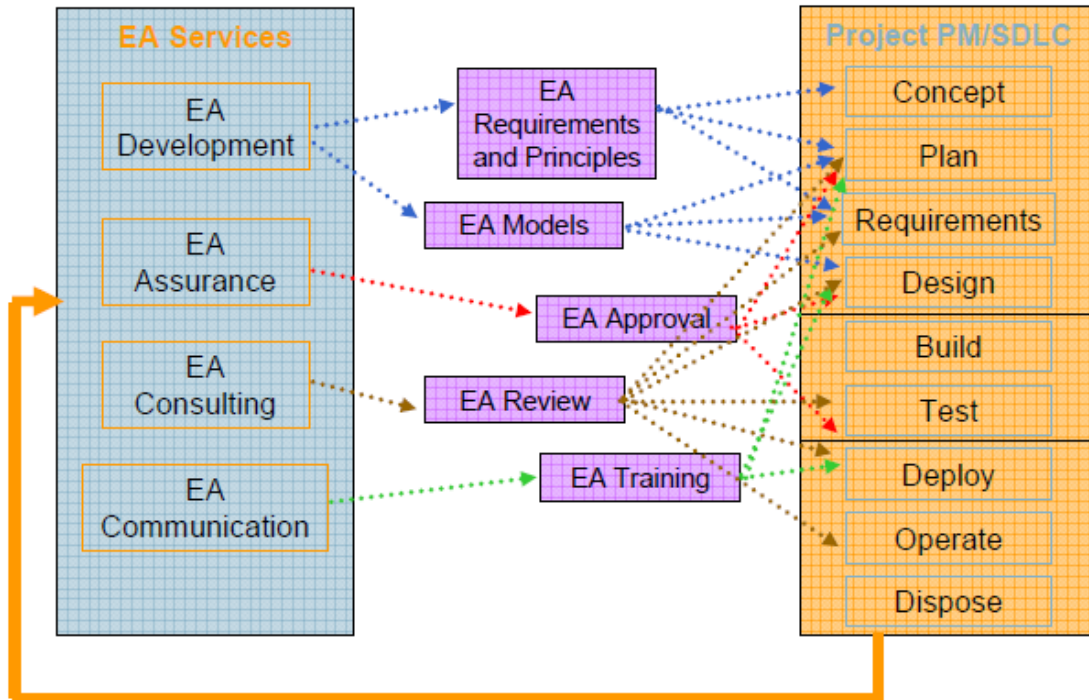 EA Services
EA
Development
EA
Assurance
EA
Consulting
EA
Communication
EA
Requirements
and Principles
EA Models
EA Approval
EA Review
EA Training
Project PM/SDLC
Concept
Plan
Requirements
Design
Build
Test
Deploy
Operate
Dispose